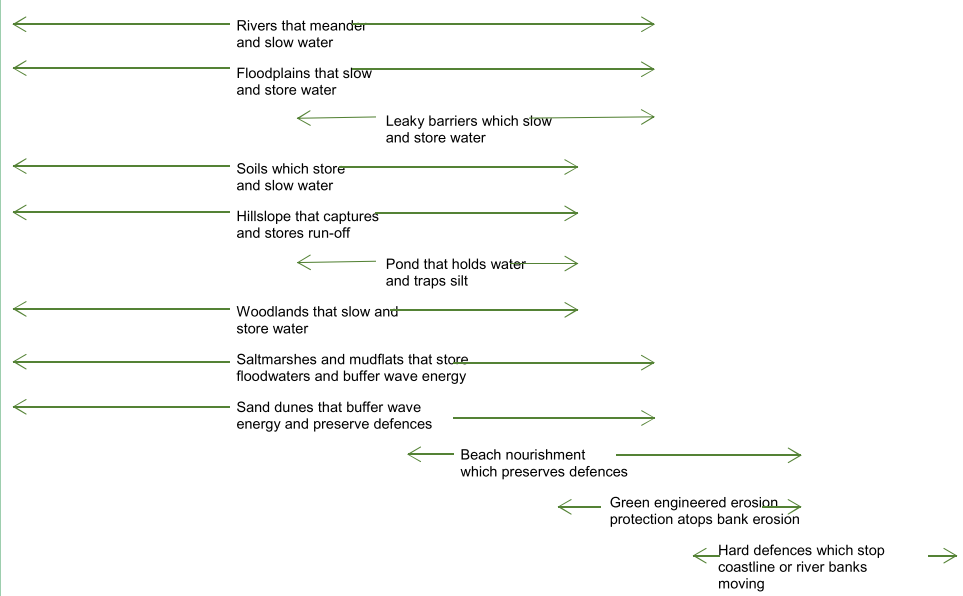 Rivers that meander
and slow water
Floodplains that slow
and store water
Leaky barriers which slow
and store water
Soils which store
and slow water
Hillslope that captures
and stores run-off
Pond that holds water
and traps silt
Woodlands that slow and
store water
Saltmarshes and mudflats that store
floodwaters and buffer wave energy
Sand dunes that buffer wave
energy and preserve defences
Beach nourishment
which preserves defences
Green engineered erosion
protection atops bank erosion
Hard defences which stop
coastline or river banks
moving